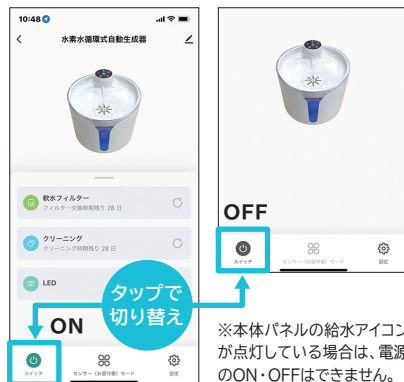 10:48
水素水循環式自動生成器
軟水フィルター
フィルター交換時間残り 28 日
クリーニング
クリーニング時間残り 28 日
LED
タップで
切り替え
ON
スイッチ
センサー（お留守番）モード
設定
OFF
スイッチ
センサー（お留守番）モード
設定
※本体パネルの給水アイコン
が点灯している場合は、電源
のON・OFFはできません。